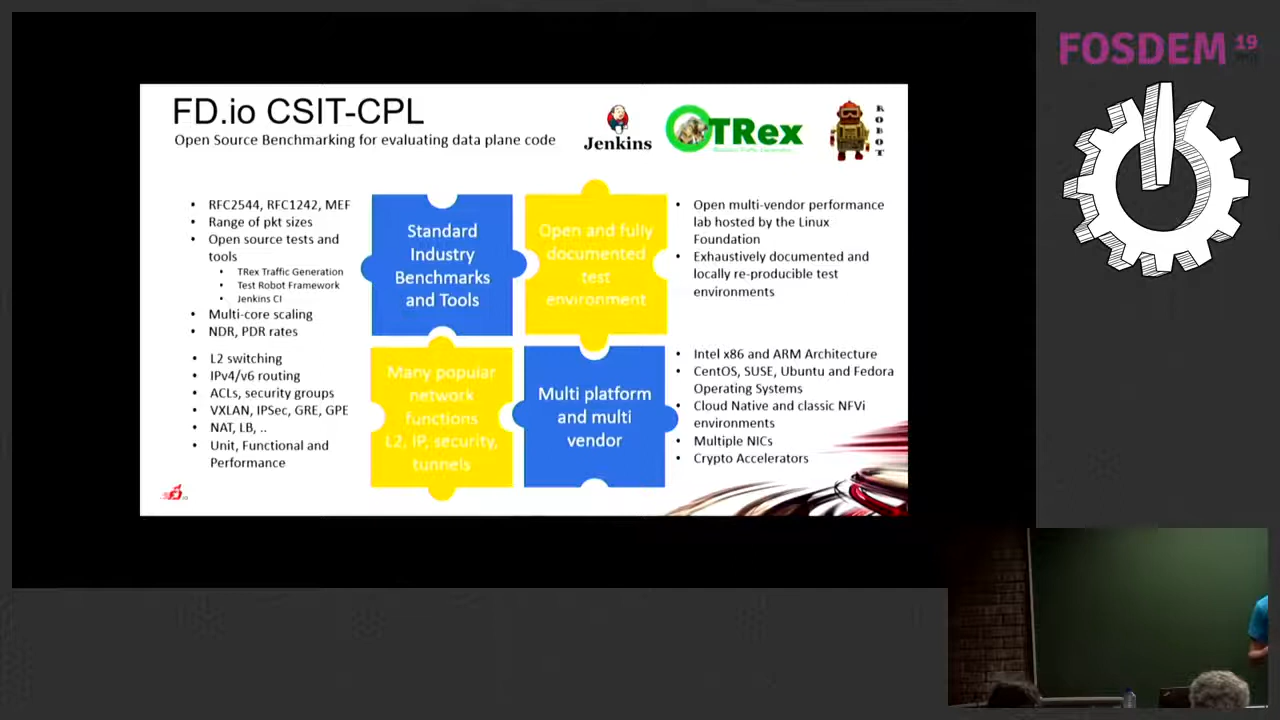 FOSDEM 19
FD.io CSIT-CPL
Open Source Benchmarking for evaluating data plane code
Jenkins
TRex
ROBOT
• RFC2544, RFC1242, MEF
• Range of pkt sizes
• Open source tests and
tools
• TRex Traffic Generation
• Test Robot Framework
• Jenkins CI
• Multi-core scaling
• NDR, PDR rates
Standard
Industry
Benchmarks
and Tools
Open and fully
documented
test
environment
• Open multi-vendor performance
lab hosted by the Linux
Foundation
• Exhaustively documented and
locally re-producible test
environments
• L2 switching
• IPv4/v6 routing
• ACLs, security groups
• VXLAN, IPSec, GRE, GPE
• NAT, LB, ..
• Unit, Functional and
Performance
Many popular
network
functions
L2, IP, security,
tunnels
Multi platform
and multi
vendor
• Intel x86 and ARM Architecture
• CentOS, SUSE, Ubuntu and Fedora
Operating Systems
• Cloud Native and classic NFVi
environments
• Multiple NICs
• Crypto Accelerators